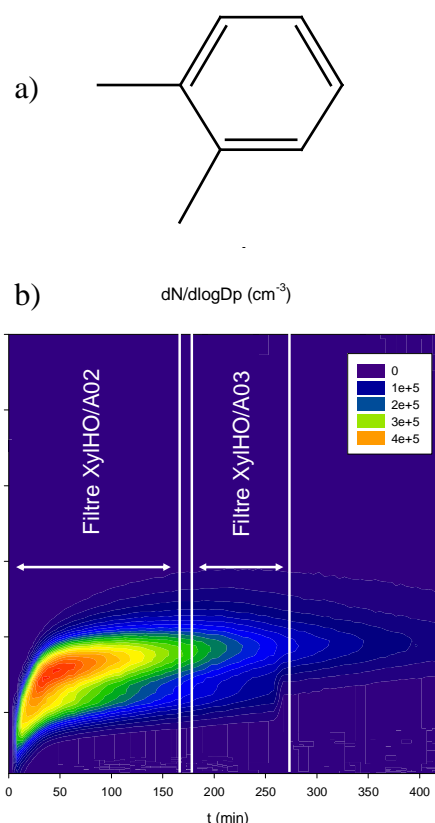 a)
b)
dN/dlogDp (cm-3)
Filtre XylHO/A02
Filtre XylHO/A03
0
1e+5
2e+5
3e+5
4e+5
0 50 100 150 200 250 300 350 400
t (min)